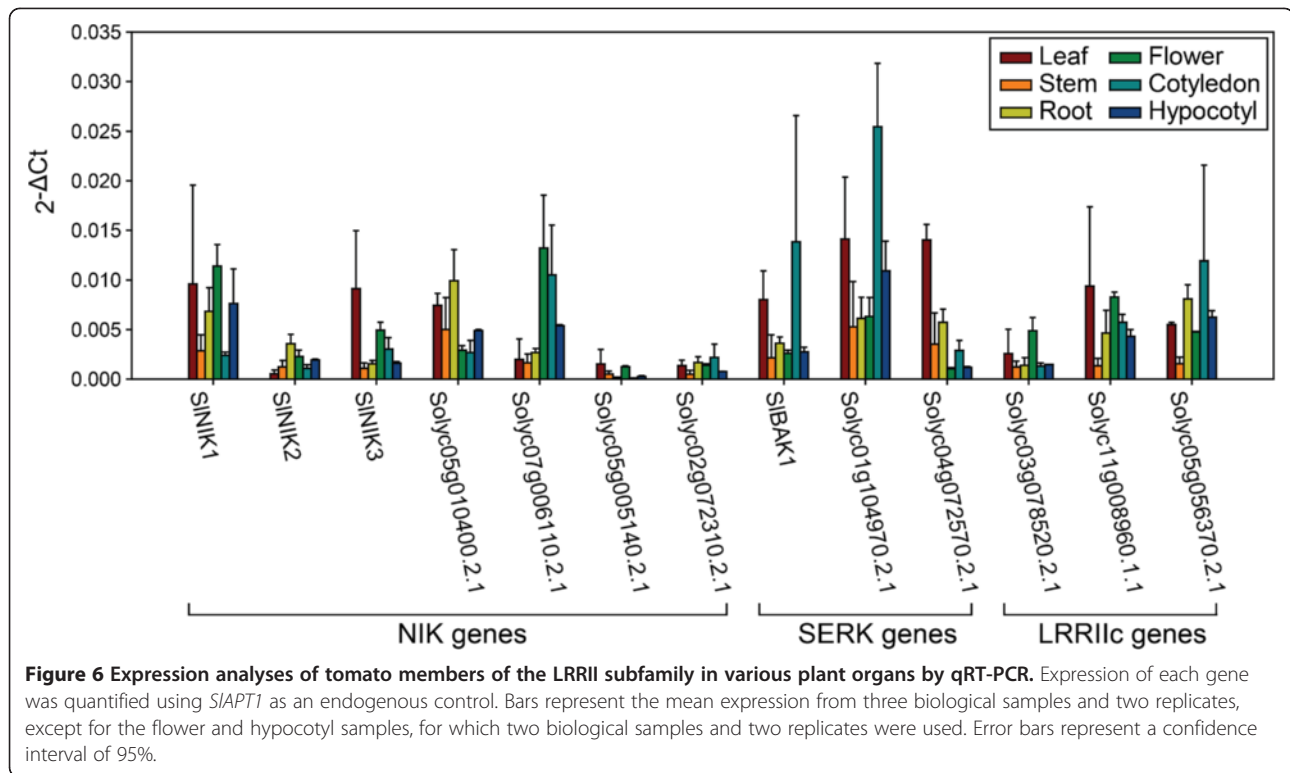 0.035
0.030
0.025
0.020
0.015
0.010
0.005
0.000
2-ΔCt
Leaf
Stem
Root
Flower
Cotyledon
Hypocotyl
SlNIK1
SlNIK2
SlNIK3
Solyc05g010400.2.1
Solyc07g006110.2.1
Solyc05g005140.2.1
Solyc02g072310.2.1
SlBAK1
Solyc01g104970.2.1
Solyc04g072570.2.1
Solyc03g078520.2.1
Solyc11g008960.1.1
Solyc05g056370.2.1
NIK genes
SERK genes
LRRIIc genes
Figure 6 Expression analyses of tomato members of the LRRII subfamily in various plant organs by qRT-PCR. Expression of each gene
was quantified using SlAPT1 as an endogenous control. Bars represent the mean expression from three biological samples and two replicates,
except for the flower and hypocotyl samples, for which two biological samples and two replicates were used. Error bars represent a confidence
interval of 95%.